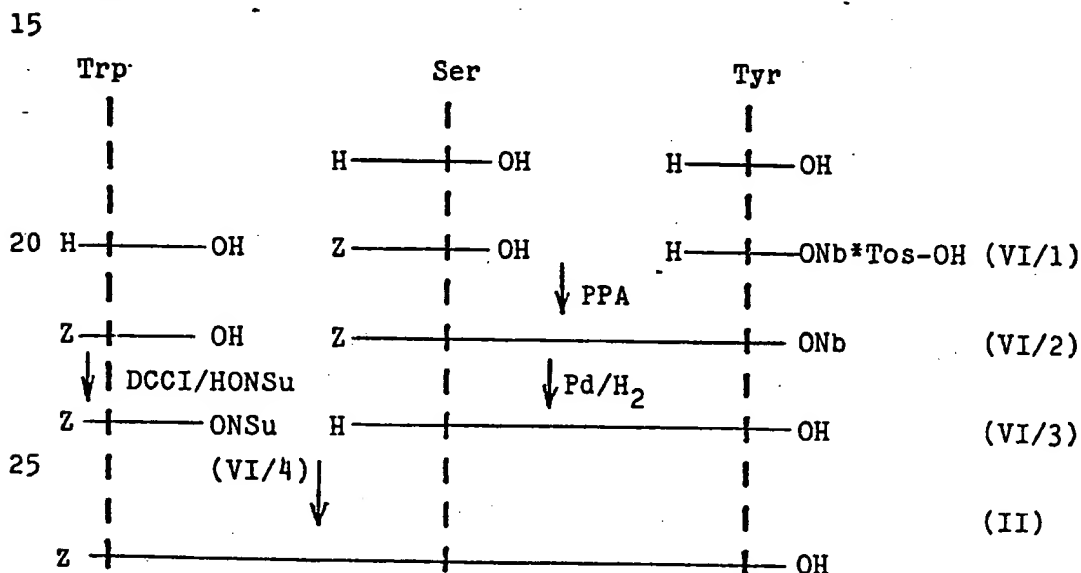 15
Trp Ser Tyr
H OH H OH
20 H OH Z OH H ONb*Tos-OH (VI/1)
PPA
Z OH Z ONb (VI/2)
DCCI/HONSu Pd/H2
Z ONSu H OH (VI/3)
25 (VI/4)
(II)
Z OH